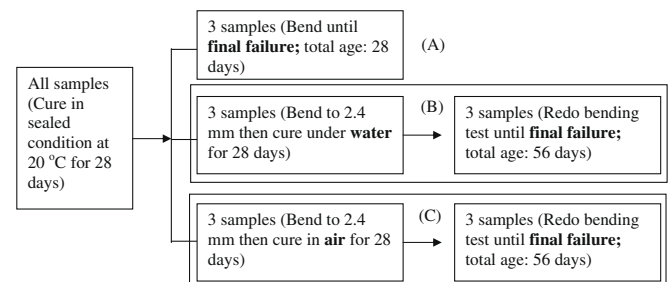 All samples
(Cure in
sealed
condition at
20 °C for 28
days)
3 samples (Bend until
final failure; total age: 28
days)
(A)
3 samples (Bend to 2.4
mm then cure under water
for 28 days)
(B)
3 samples (Redo bending
test until final failure;
total age: 56 days)
3 samples (Bend to 2.4
mm then cure in air for 28
days)
(C)
3 samples (Redo bending
test until final failure;
total age: 56 days)